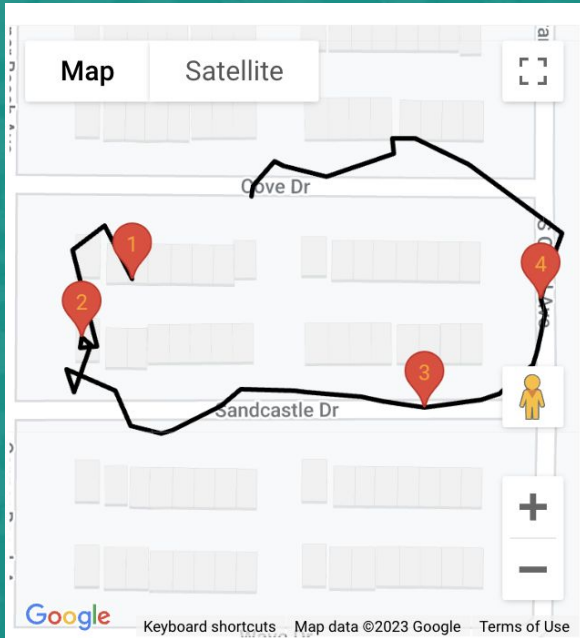 Map
Satellite
Cove Dr
1
2
4
3
Sandcastle Dr
+
−
Google
Keyboard shortcuts
Map data ©2023 Google
Terms of Use